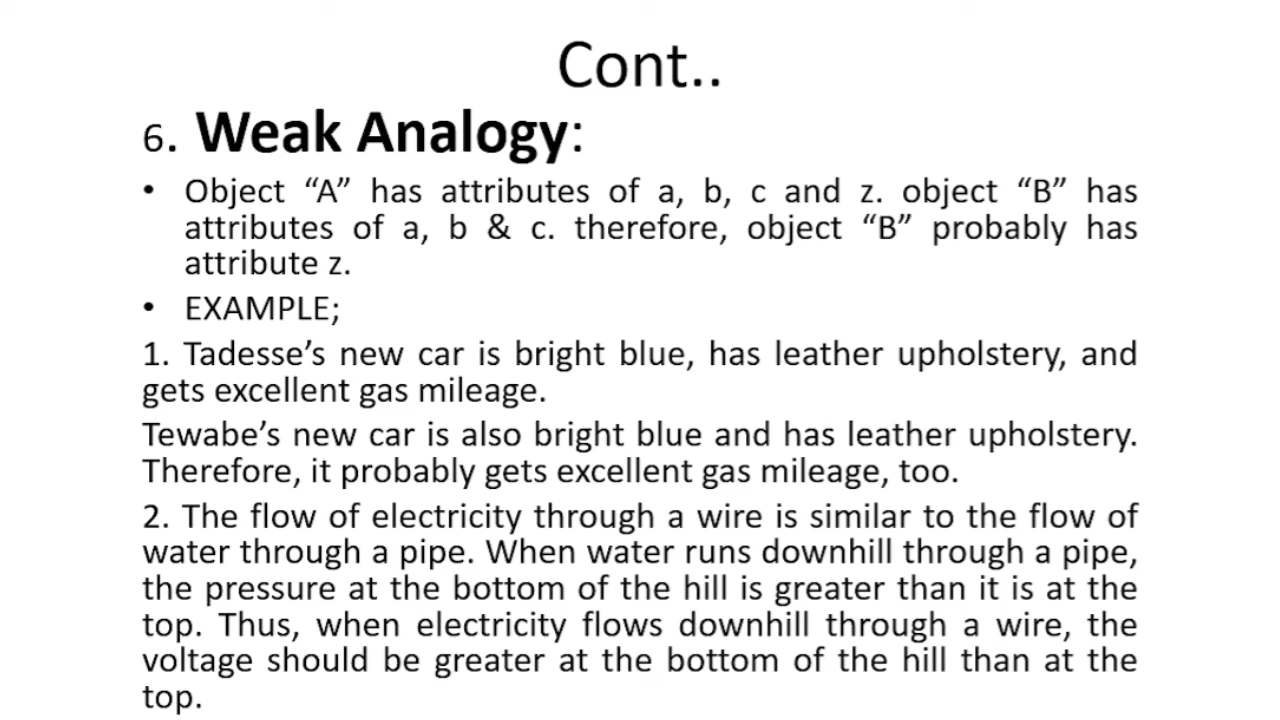 Cont..
6. Weak Analogy:
• Object “A” has attributes of a, b, c and z. object “B” has
attributes of a, b & c. therefore, object “B” probably has
attribute z.
• EXAMPLE;
1. Tadesse’s new car is bright blue, has leather upholstery, and
gets excellent gas mileage.
Tewabe’s new car is also bright blue and has leather upholstery.
Therefore, it probably gets excellent gas mileage, too.
2. The flow of electricity through a wire is similar to the flow of
water through a pipe. When water runs downhill through a pipe,
the pressure at the bottom of the hill is greater than it is at the
top. Thus, when electricity flows downhill through a wire, the
voltage should be greater at the bottom of the hill than at the
top.